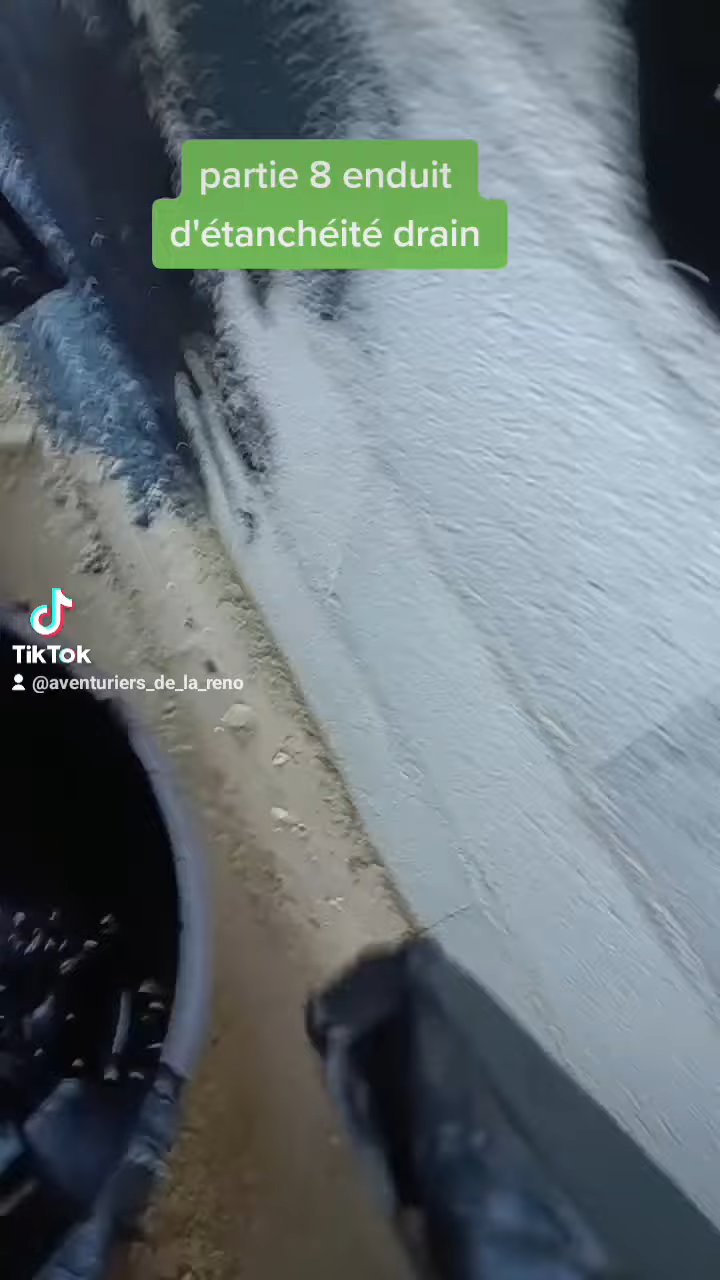 partie 8 enduit
d'étanchéité drain
TikTok
@aventuriers_de_la_reno